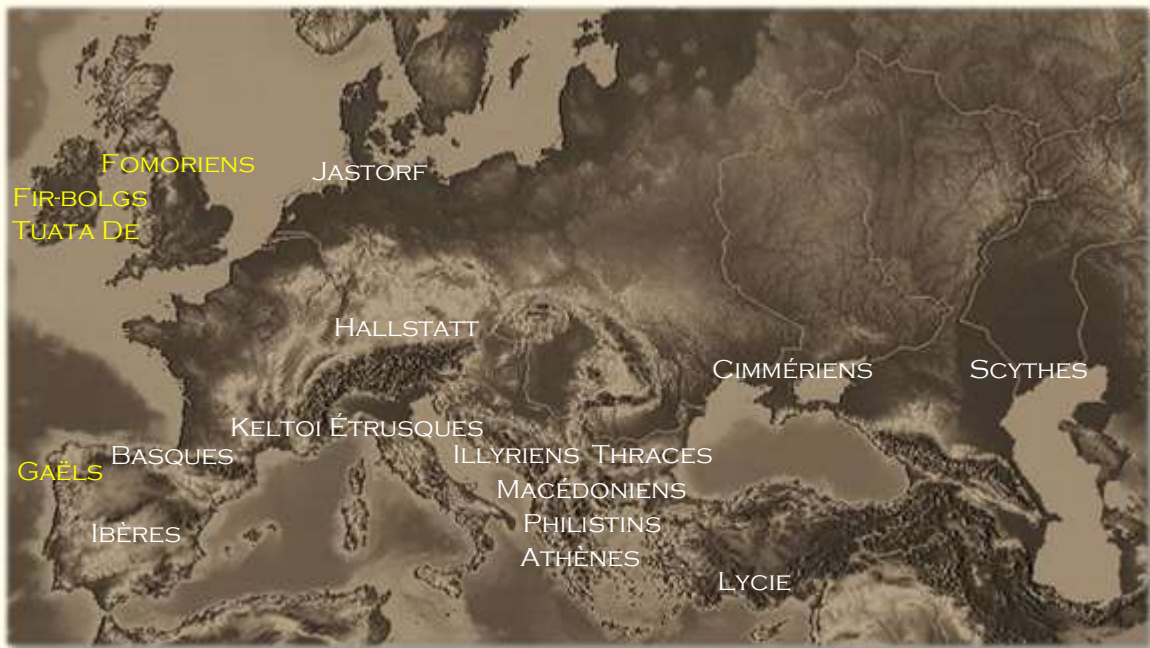 Fomoriens
Jastorf
Fir-bolgs
Tuata De
Hallstatt
Cimmériens
Scythes
Keltoi Étrusques
Basques
Illyriens Thraces
Gaëls
Macédoniens
Philistins
Ibères
Athènes
Lycie